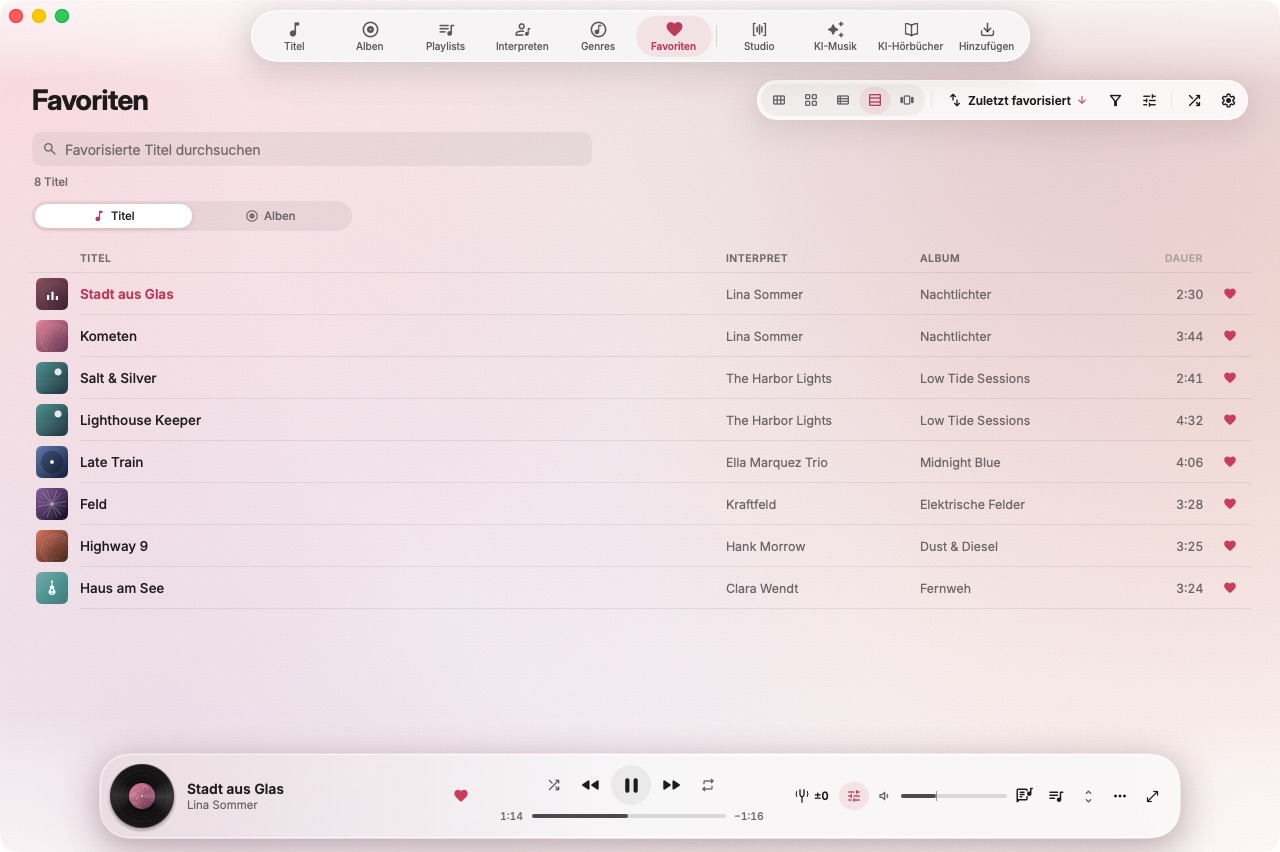 Titel Alben Playlists Interpreten Genres Favoriten Studio KI-Musik KI-Hörbücher Hinzufügen
Favoriten
Zuletzt favorisiert
Favorisierte Titel durchsuchen
8 Titel
Titel Alben
TITEL INTERPRET ALBUM DAUER
Stadt aus Glas Lina Sommer Nachtlichter 2:30
Kometen Lina Sommer Nachtlichter 3:44
Salt & Silver The Harbor Lights Low Tide Sessions 2:41
Lighthouse Keeper The Harbor Lights Low Tide Sessions 4:32
Late Train Ella Marquez Trio Midnight Blue 4:06
Feld Kraftfeld Elektrische Felder 3:28
Highway 9 Hank Morrow Dust & Diesel 3:25
Haus am See Clara Wendt Fernweh 3:24
Stadt aus Glas
Lina Sommer
±0
1:14 −1:16